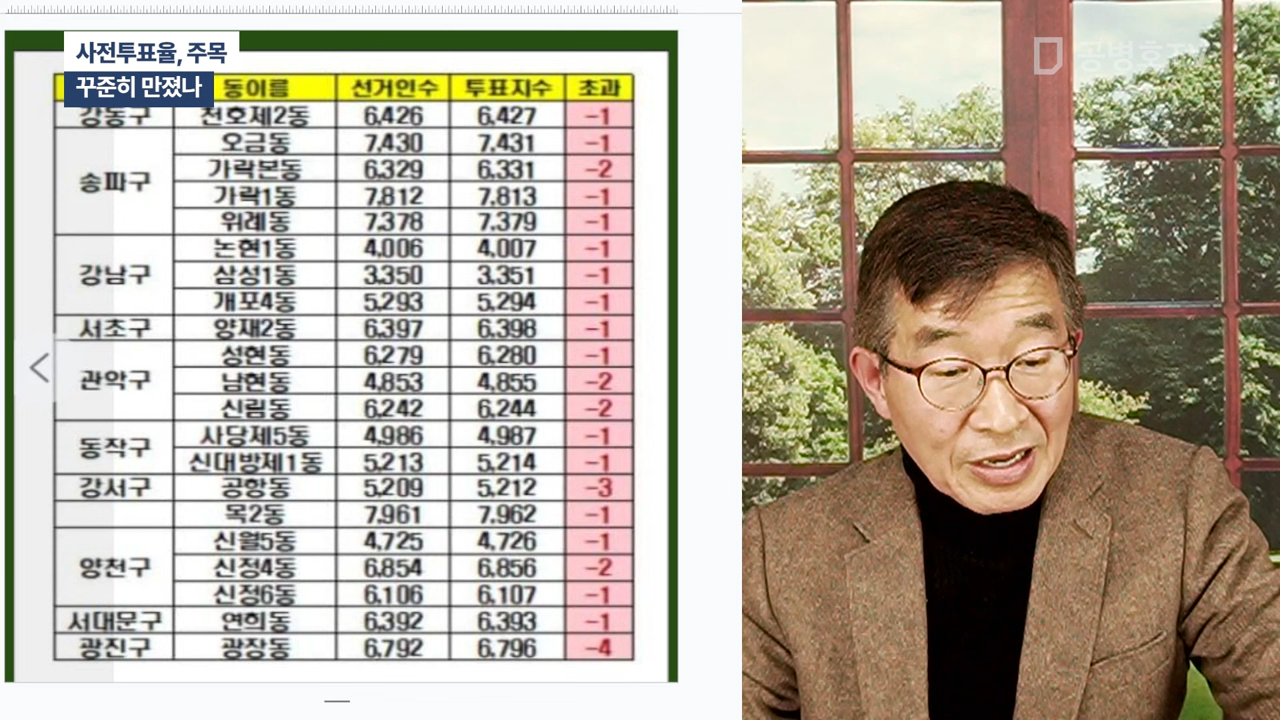 사전투표율, 주목
꾸준히 만졌나
공병호
동이름 선거인수 투표지수 초과
강동구 천호제2동 6,426 6,427 -1
송파구 오금동 7,430 7,431 -1
가락본동 6,329 6,331 -2
가락1동 7,812 7,813 -1
위례동 7,378 7,379 -1
강남구 논현1동 4,006 4,007 -1
삼성1동 3,350 3,351 -1
개포4동 5,293 5,294 -1
서초구 양재2동 6,397 6,398 -1
관악구 성현동 6,279 6,280 -1
남현동 4,853 4,855 -2
신림동 6,242 6,244 -2
동작구 사당제5동 4,986 4,987 -1
신대방제1동 5,213 5,214 -1
강서구 공항동 5,209 5,212 -3
목2동 7,961 7,962 -1
양천구 신월5동 4,725 4,726 -1
신정4동 6,854 6,856 -2
신정6동 6,106 6,107 -1
서대문구 연희동 6,392 6,393 -1
광진구 광장동 6,792 6,796 -4